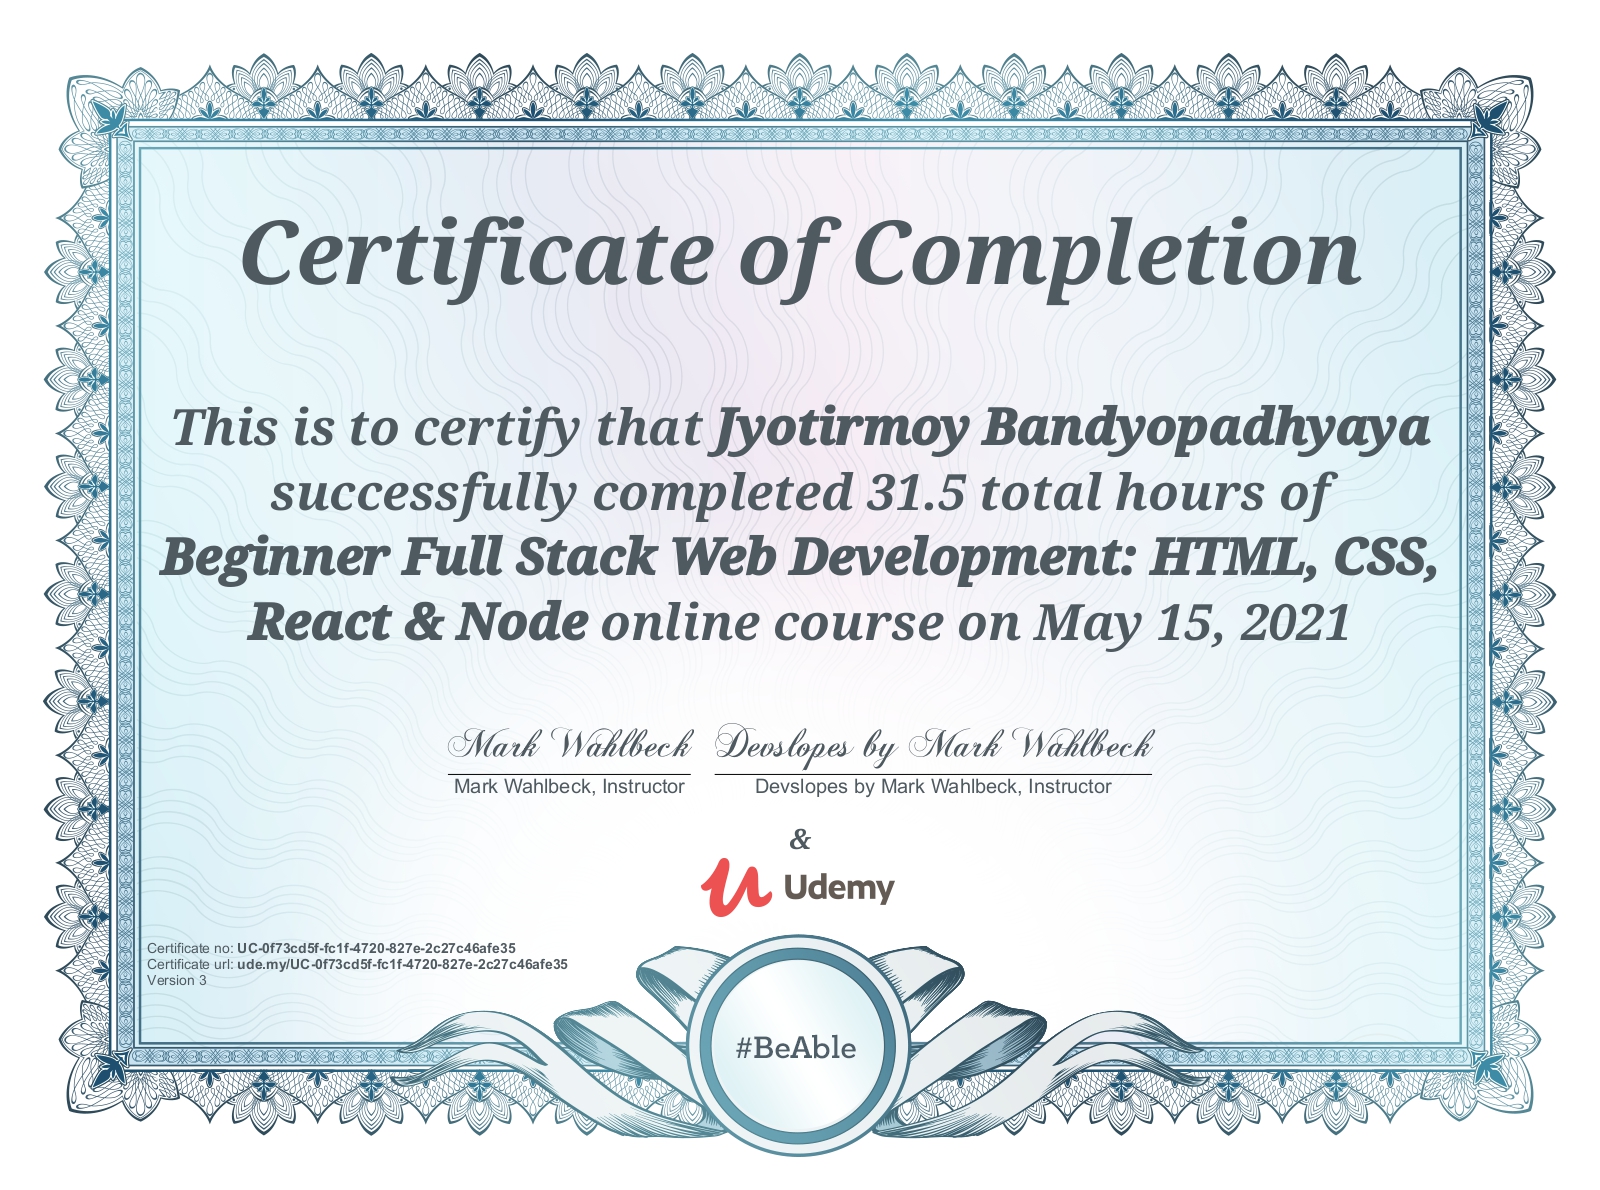 Certificate of Completion
This is to certify that Jyotirmoy Bandyopadhyaya
successfully completed 31.5 total hours of
Beginner Full Stack Web Development: HTML, CSS,
React & Node online course on May 15, 2021
Mark Wahlbeck
Devslopes by Mark Wahlbeck
Mark Wahlbeck, Instructor
Devslopes by Mark Wahlbeck, Instructor
&
Udemy
Certificate no: UC-0f73cd5f-fc1f-4720-827e-2c27c46afe35
Certificate url: ude.my/UC-0f73cd5f-fc1f-4720-827e-2c27c46afe35
Version 3
#BeAble